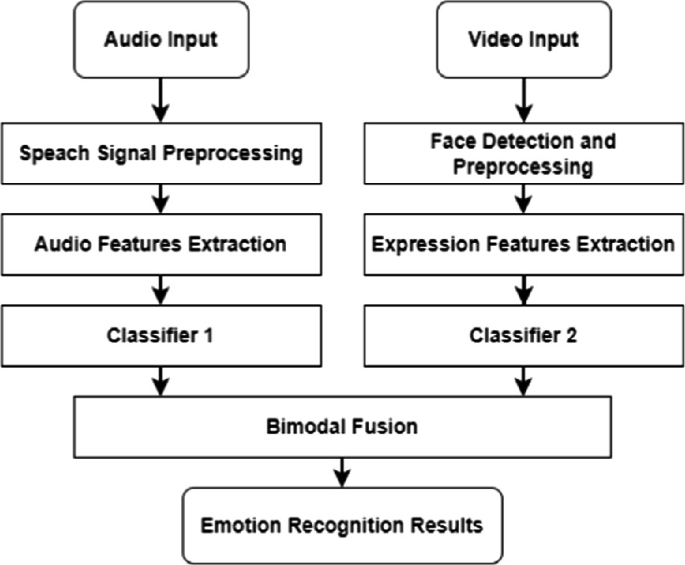 Audio Input
Video Input
Speach Signal Preprocessing
Face Detection and
Preprocessing
Audio Features Extraction
Expression Features Extraction
Classifier 1
Classifier 2
Bimodal Fusion
Emotion Recognition Results